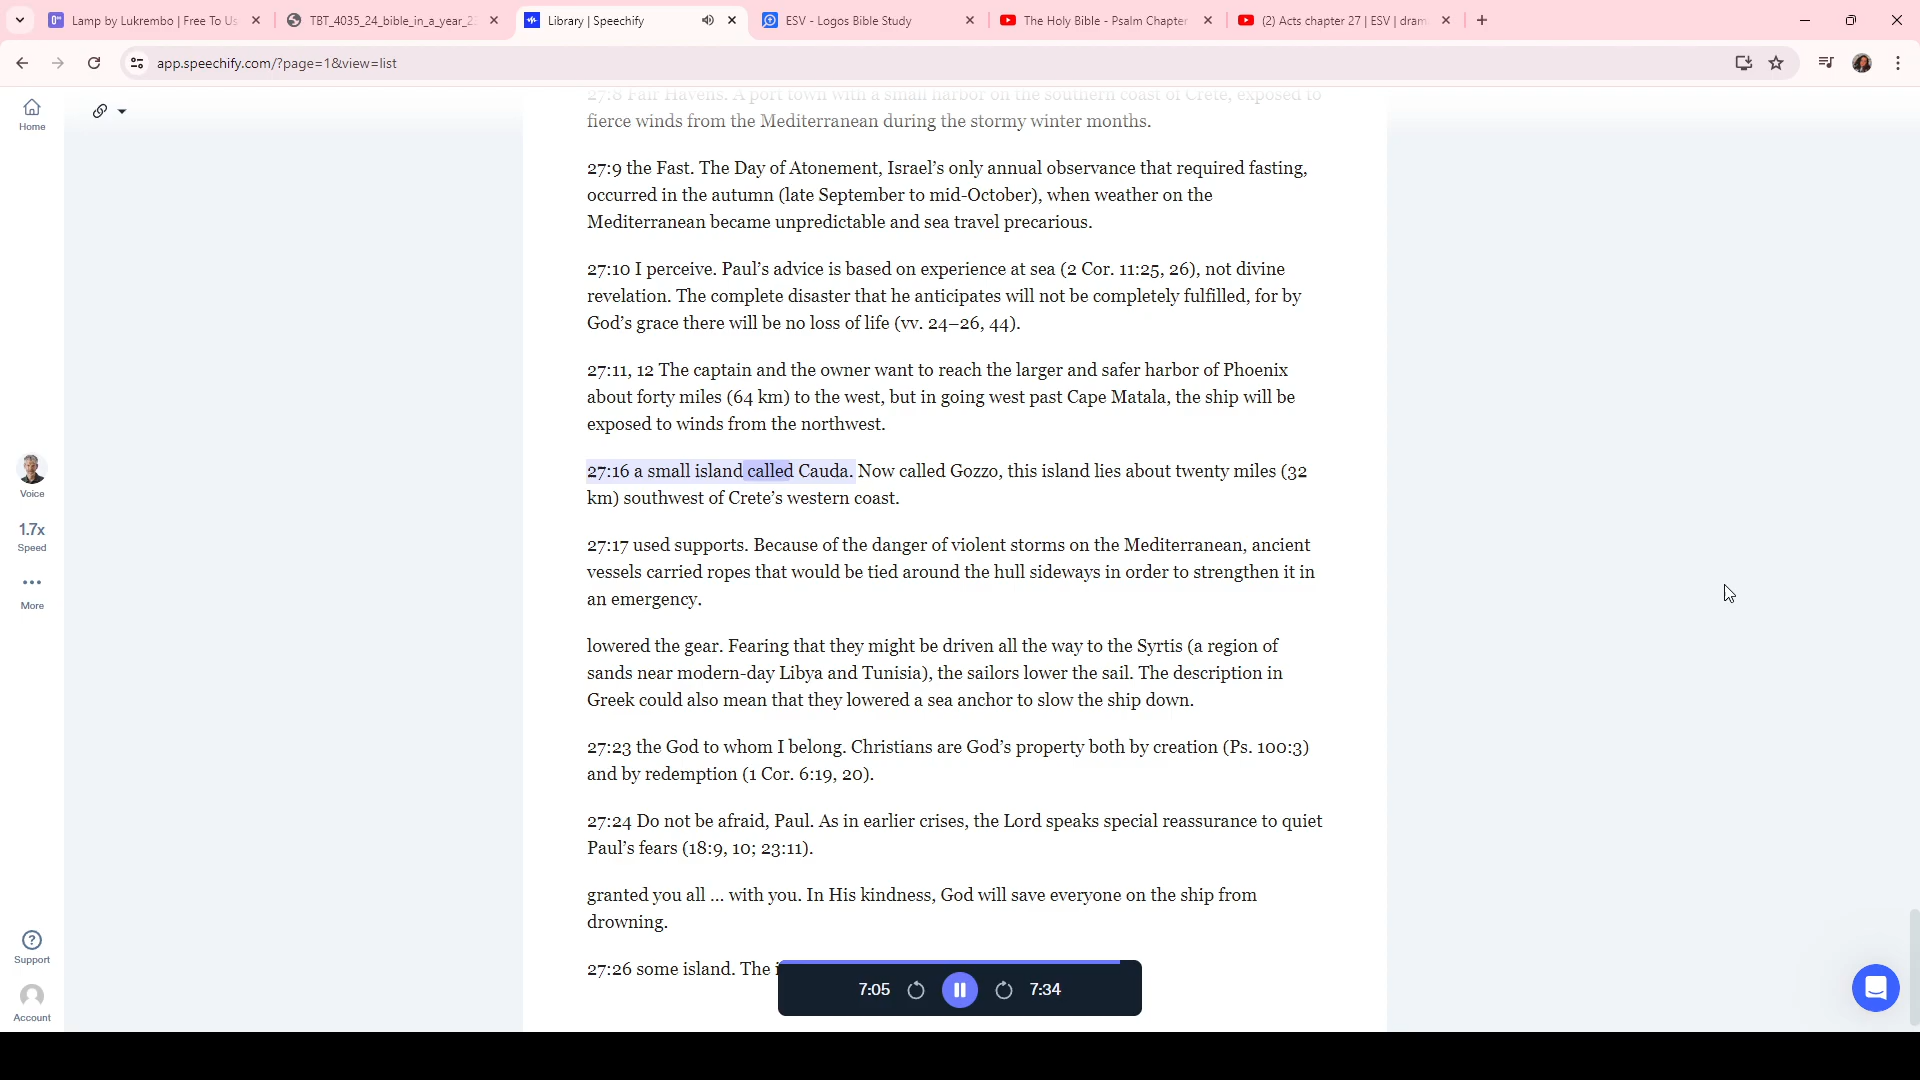 Lamp by Lukrembo | Free To Us
TBT_4035_24_bible_in_a_year_2
Library | Speechify
ESV - Logos Bible Study
The Holy Bible - Psalm Chapter
(2) Acts chapter 27 | ESV | dram
app.speechify.com/?page=1&view=list
Home
Voice
1.7x
Speed
More
Support
Account
27:8 Fair Havens. A port town with a small harbor on the southern coast of Crete, exposed to
fierce winds from the Mediterranean during the stormy winter months.
27:9 the Fast. The Day of Atonement, Israel’s only annual observance that required fasting,
occurred in the autumn (late September to mid-October), when weather on the
Mediterranean became unpredictable and sea travel precarious.
27:10 I perceive. Paul’s advice is based on experience at sea (2 Cor. 11:25, 26), not divine
revelation. The complete disaster that he anticipates will not be completely fulfilled, for by
God’s grace there will be no loss of life (vv. 24–26, 44).
27:11, 12 The captain and the owner want to reach the larger and safer harbor of Phoenix
about forty miles (64 km) to the west, but in going west past Cape Matala, the ship will be
exposed to winds from the northwest.
27:16 a small island called Cauda. Now called Gozzo, this island lies about twenty miles (32
km) southwest of Crete’s western coast.
27:17 used supports. Because of the danger of violent storms on the Mediterranean, ancient
vessels carried ropes that would be tied around the hull sideways in order to strengthen it in
an emergency.
lowered the gear. Fearing that they might be driven all the way to the Syrtis (a region of
sands near modern-day Libya and Tunisia), the sailors lower the sail. The description in
Greek could also mean that they lowered a sea anchor to slow the ship down.
27:23 the God to whom I belong. Christians are God’s property both by creation (Ps. 100:3)
and by redemption (1 Cor. 6:19, 20).
27:24 Do not be afraid, Paul. As in earlier crises, the Lord speaks special reassurance to quiet
Paul’s fears (18:9, 10; 23:11).
granted you all ... with you. In His kindness, God will save everyone on the ship from
drowning.
27:26 some island. The i
7:05
7:34